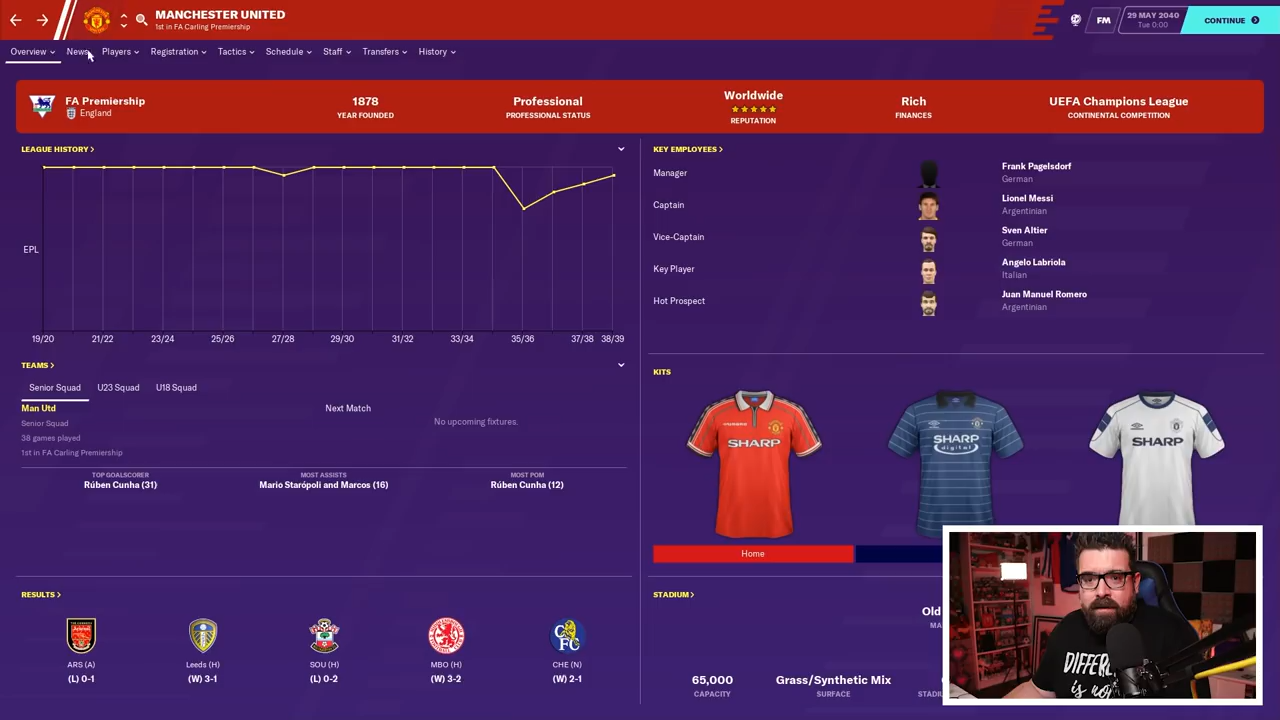 MANCHESTER UNITED
1st in FA Carling Premiership
FM
29 MAY 2040
Tue 0:00
CONTINUE
Overview
News
Players
Registration
Tactics
Schedule
Staff
Transfers
History
FA Premiership
England
1878
YEAR FOUNDED
Professional
PROFESSIONAL STATUS
Worldwide
REPUTATION
Rich
FINANCES
UEFA Champions League
CONTINENTAL COMPETITION
LEAGUE HISTORY
EPL
19/20 21/22 23/24 25/26 27/28 29/30 31/32 33/34 35/36 37/38 38/39
KEY EMPLOYEES
Manager
Frank Pagelsdorf
German
Captain
Lionel Messi
Argentinian
Vice-Captain
Sven Altier
German
Key Player
Angelo Labriola
Italian
Hot Prospect
Juan Manuel Romero
Argentinian
TEAMS
Senior Squad
U23 Squad
U18 Squad
Man Utd
Senior Squad
38 games played
1st in FA Carling Premiership
Next Match
No upcoming fixtures.
TOP GOALSCORER
Rúben Cunha (31)
MOST ASSISTS
Mario Starópoli and Marcos (16)
MOST POM
Rúben Cunha (12)
KITS
SHARP
SHARP
digital
SHARP
Home
RESULTS
ARS (A)
(L) 0-1
Leeds (H)
(W) 3-1
SOU (H)
(L) 0-2
MBO (H)
(W) 3-2
CHE (N)
(W) 2-1
STADIUM
Old
65,000
CAPACITY
Grass/Synthetic Mix
SURFACE